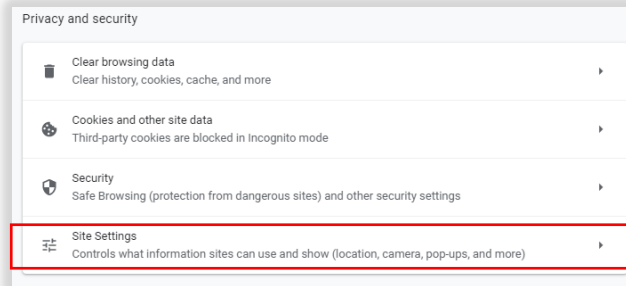 Privacy and security
Clear browsing data
Clear history, cookies, cache, and more
Cookies and other site data
Third-party cookies are blocked in Incognito mode
Security
Safe Browsing (protection from dangerous sites) and other security settings
Site Settings
Controls what information sites can use and show (location, camera, pop-ups, and more)